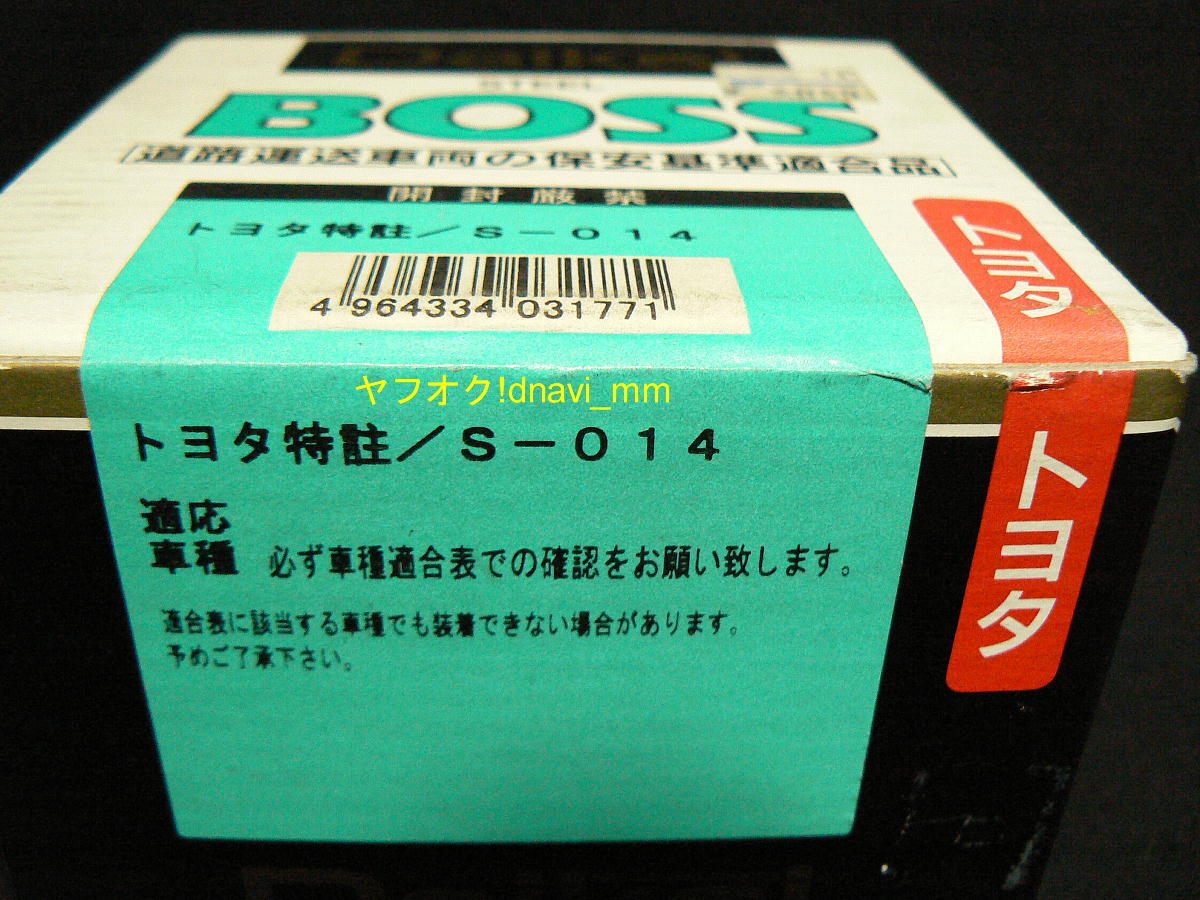 STEEL
BOSS
[道路運送車両の保安基準適合品]
開封厳禁
トヨタ特註/S-014
4 964334 031771
トヨタ
ヤフオク!dnavi_mm
トヨタ特註/S-014
適応
車種 必ず車種適合表での確認をお願い致します。
適合表に該当する車種でも装着できない場合があります。
予めご了承下さい。
トヨタ